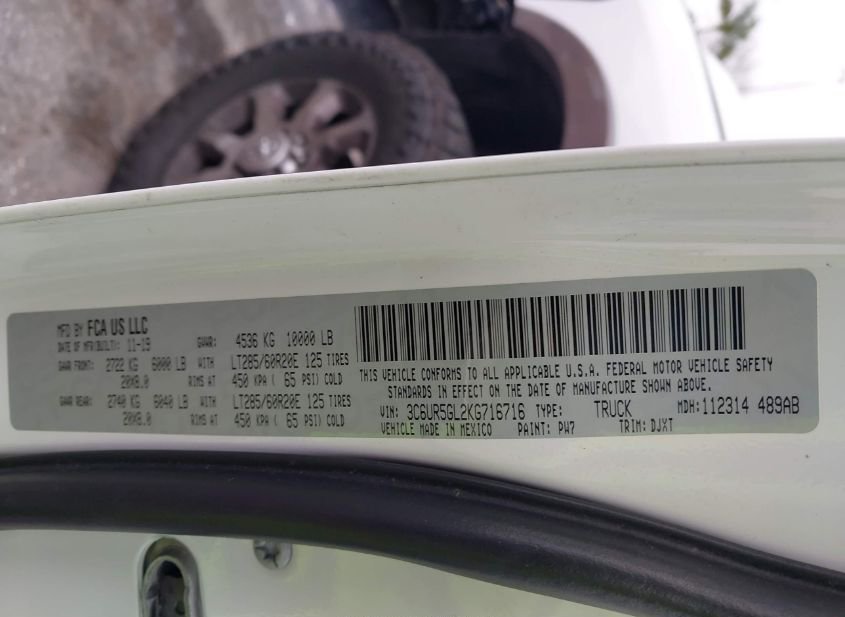 MFD BY FCA US LLC
DATE OF MFR(BUILT): 11-19 GVWR: 4536 KG 10000 LB
GAWR FRONT: 2722 KG 6000 LB WITH LT285/60R20E 125 TIRES
20X8.0 RIMS AT 450 KPA ( 65 PSI) COLD
GAWR REAR: 2740 KG 6040 LB WITH LT285/60R20E 125 TIRES
20X8.0 RIMS AT 450 KPA ( 65 PSI) COLD
THIS VEHICLE CONFORMS TO ALL APPLICABLE U.S.A. FEDERAL MOTOR VEHICLE SAFETY
STANDARDS IN EFFECT ON THE DATE OF MANUFACTURE SHOWN ABOVE.
VIN: 3C6UR5GL2KG716716 TYPE: TRUCK MDH: 112314 489AB
VEHICLE MADE IN MEXICO PAINT: PW7 TRIM: DJXT